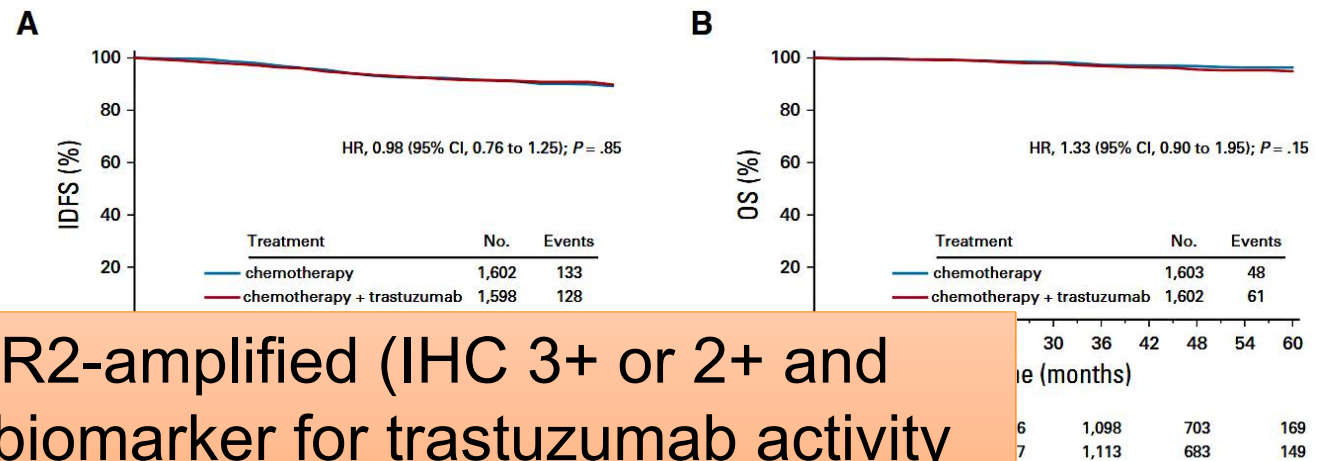 A
100
80
60
40
20
IDFS (%)
HR, 0.98 (95% CI, 0.76 to 1.25); P = .85
Treatment No. Events
chemotherapy 1,602 133
chemotherapy + trastuzumab 1,598 128
B
100
80
60
40
20
OS (%)
HR, 1.33 (95% CI, 0.90 to 1.95); P = .15
Treatment No. Events
chemotherapy 1,603 48
chemotherapy + trastuzumab 1,602 61
30 36 42 48 54 60
(months)
1,098 703 169
1,113 683 149
R2-amplified (IHC 3+ or 2+ and
biomarker for trastuzumab activity